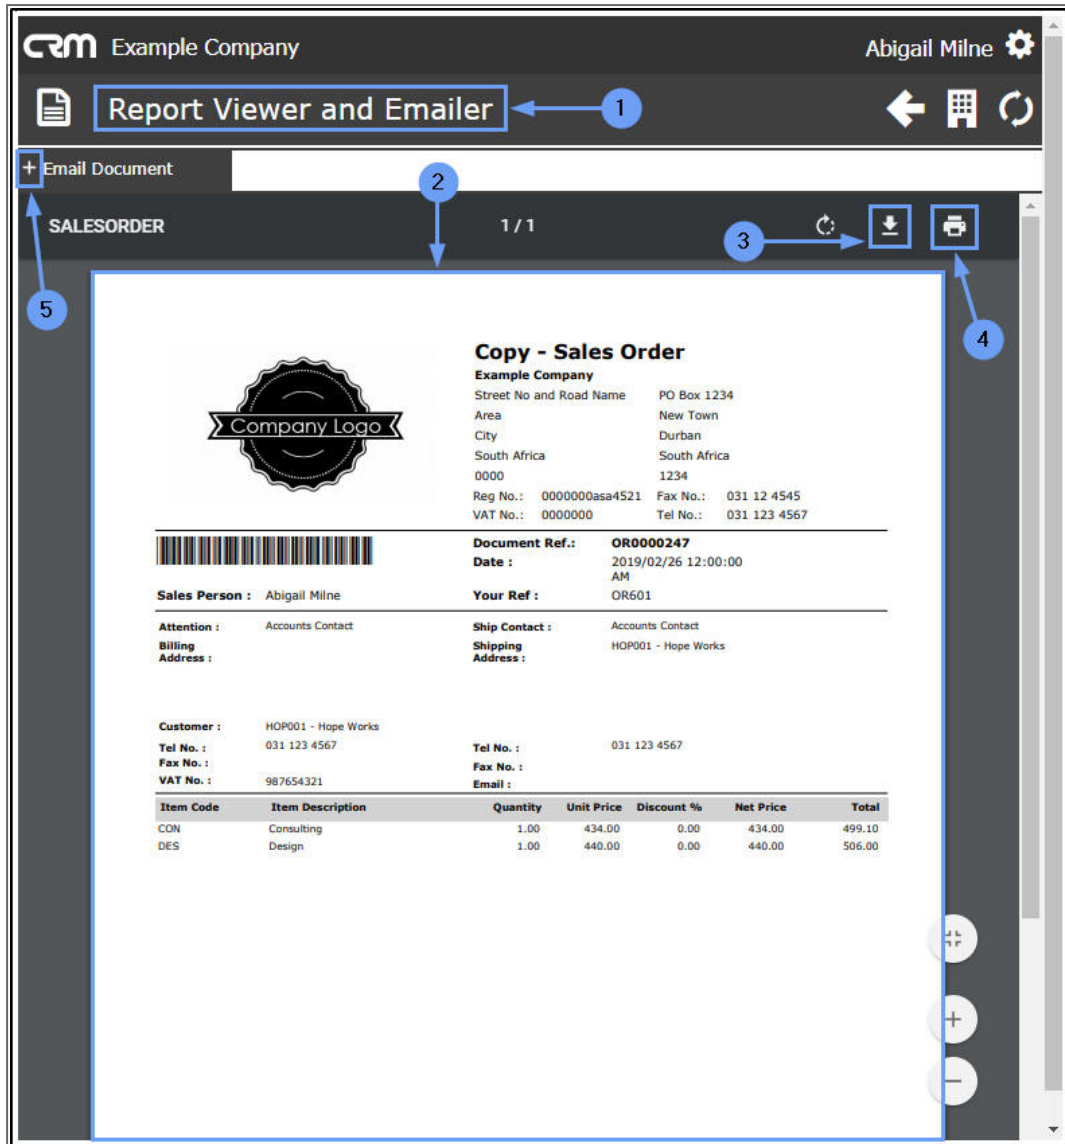 CRM Example Company Abigail Milne
Report Viewer and Emailer 1
+ Email Document
2
SALESORDER 1 / 1
3
5
4
Copy - Sales Order
Company Logo
Example Company
Street No and Road Name PO Box 1234
Area New Town
City Durban
South Africa South Africa
0000 1234
Reg No.: 0000000asa4521 Fax No.: 031 12 4545
VAT No.: 0000000 Tel No.: 031 123 4567
Document Ref.: OR0000247
Date : 2019/02/26 12:00:00
AM
Sales Person : Abigail Milne Your Ref : OR601
Attention : Accounts Contact Ship Contact : Accounts Contact
Billing Shipping HOP001 - Hope Works
Address : Address :
Customer : HOP001 - Hope Works
Tel No. : 031 123 4567 Tel No. : 031 123 4567
Fax No. : Fax No. :
VAT No. : 987654321 Email :
Item Code Item Description Quantity Unit Price Discount % Net Price Total
CON Consulting 1.00 434.00 0.00 434.00 499.10
DES Design 1.00 440.00 0.00 440.00 506.00